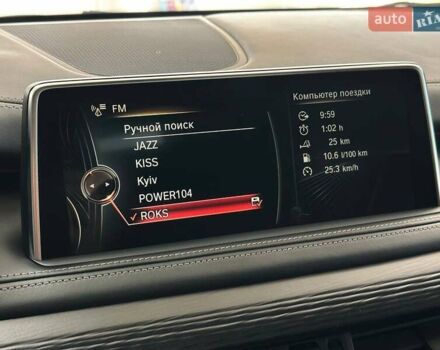 auto RIA
FM
Ручной поиск
JAZZ
KISS
Kyiv
POWER104
ROKS
Компьютер поездки
9:59
1:02 h
25 km
10.6 l/100 km
25.3 km/h